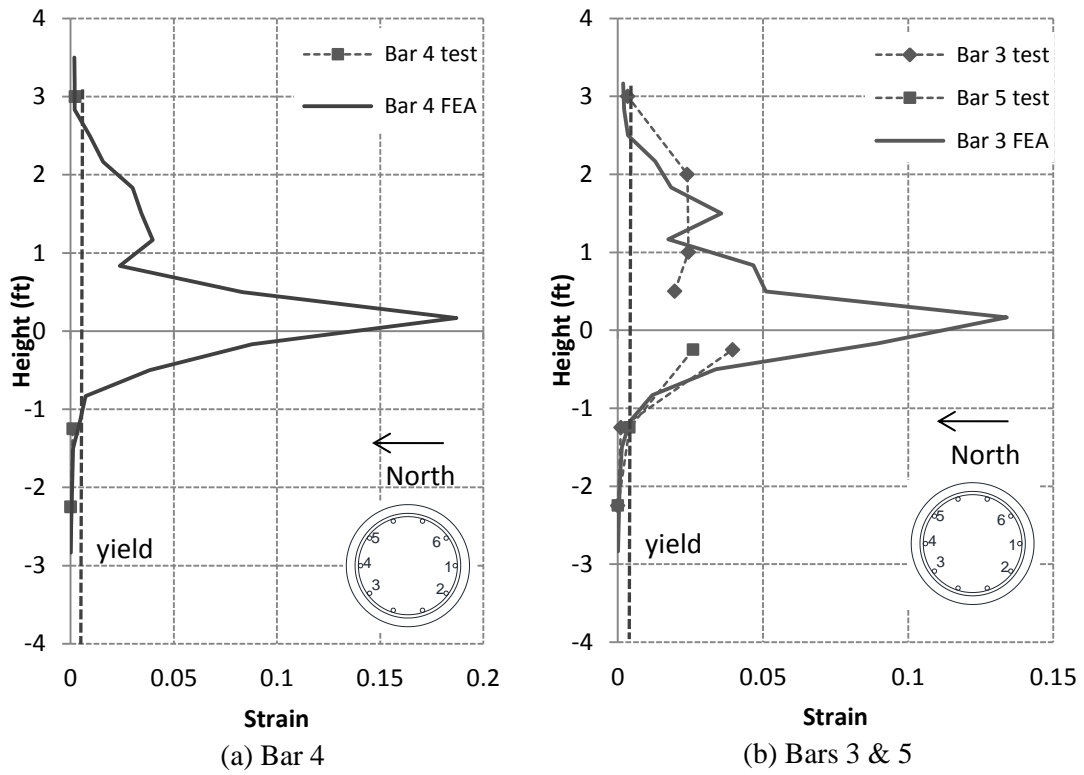 4
3
2
1
0
-1
-2
-3
-4
Height (ft)
0
0.05
0.1
0.15
0.2
Strain
Bar 4 test
Bar 4 FEA
North
yield
5
6
4
1
3
2
(a) Bar 4
4
3
2
1
0
-1
-2
-3
-4
Height (ft)
0
0.05
0.1
0.15
Strain
Bar 3 test
Bar 5 test
Bar 3 FEA
North
yield
5
6
4
1
3
2
(b) Bars 3 & 5